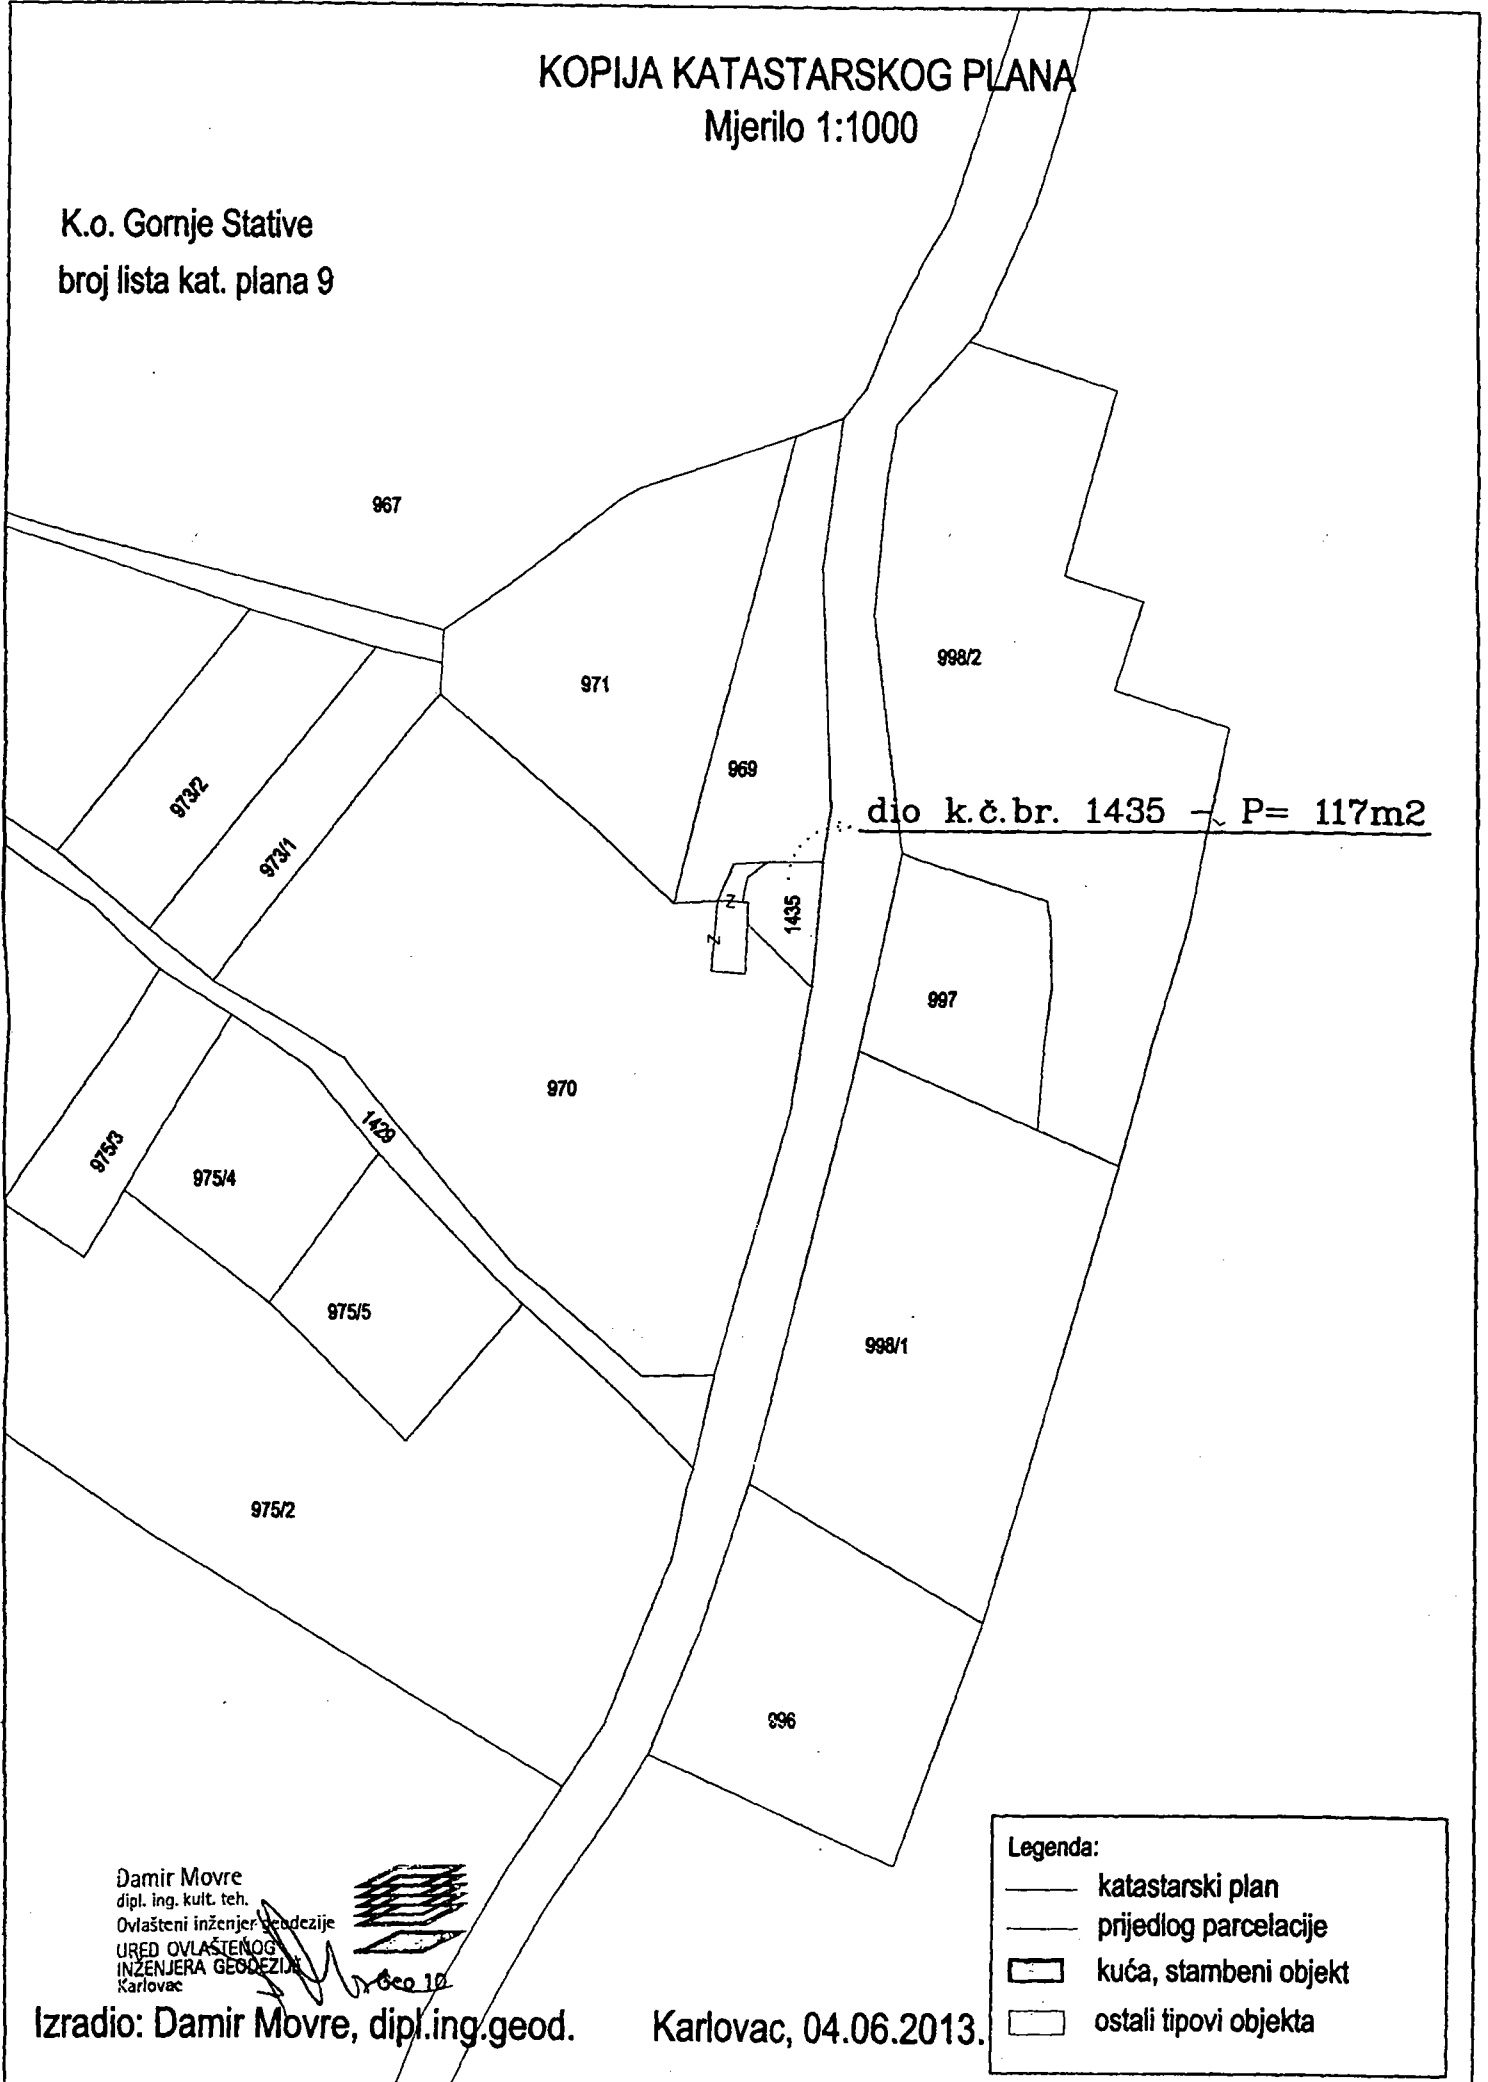 KOPIJA KATASTARSKOG PLANA
Mjerilo 1:1000
K.o. Gornje Stative
broj lista kat. plana 9
967
998/2
971
969
973/2
dio k.č.br. 1435 - P= 117m2
973/1
Z
1435
Z
997
970
1429
975/3
975/4
975/5
998/1
975/2
996
Legenda:
katastarski plan
prijedlog parcelacije
kuća, stambeni objekt
ostali tipovi objekta
Damir Movre
dipl. ing. kult. teh.
Ovlašteni inženjer geodezije
URED OVLAŠTENOG
INŽENJERA GEODEZIJE
Karlovac
Geo 10
Izradio: Damir Movre, dipl.ing.geod.
Karlovac, 04.06.2013.